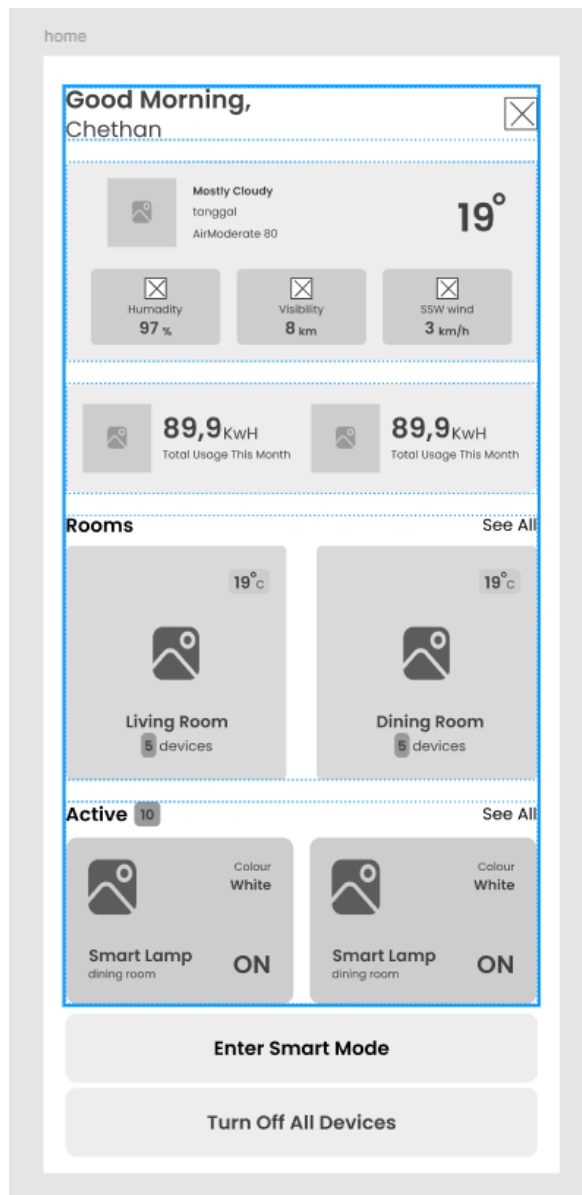 home
Good Morning,
Chethan
Mostly Cloudy
tanggal
AirModerate 80
19°
Humadity
97 %
Visibility
8 km
SSW wind
3 km/h
89,9KwH
Total Usage This Month
89,9KwH
Total Usage This Month
Rooms See All
19°c
Living Room
5 devices
19°c
Dining Room
5 devices
Active 10 See All
Colour
White
Smart Lamp
dining room
ON
Colour
White
Smart Lamp
dining room
ON
Enter Smart Mode
Turn Off All Devices